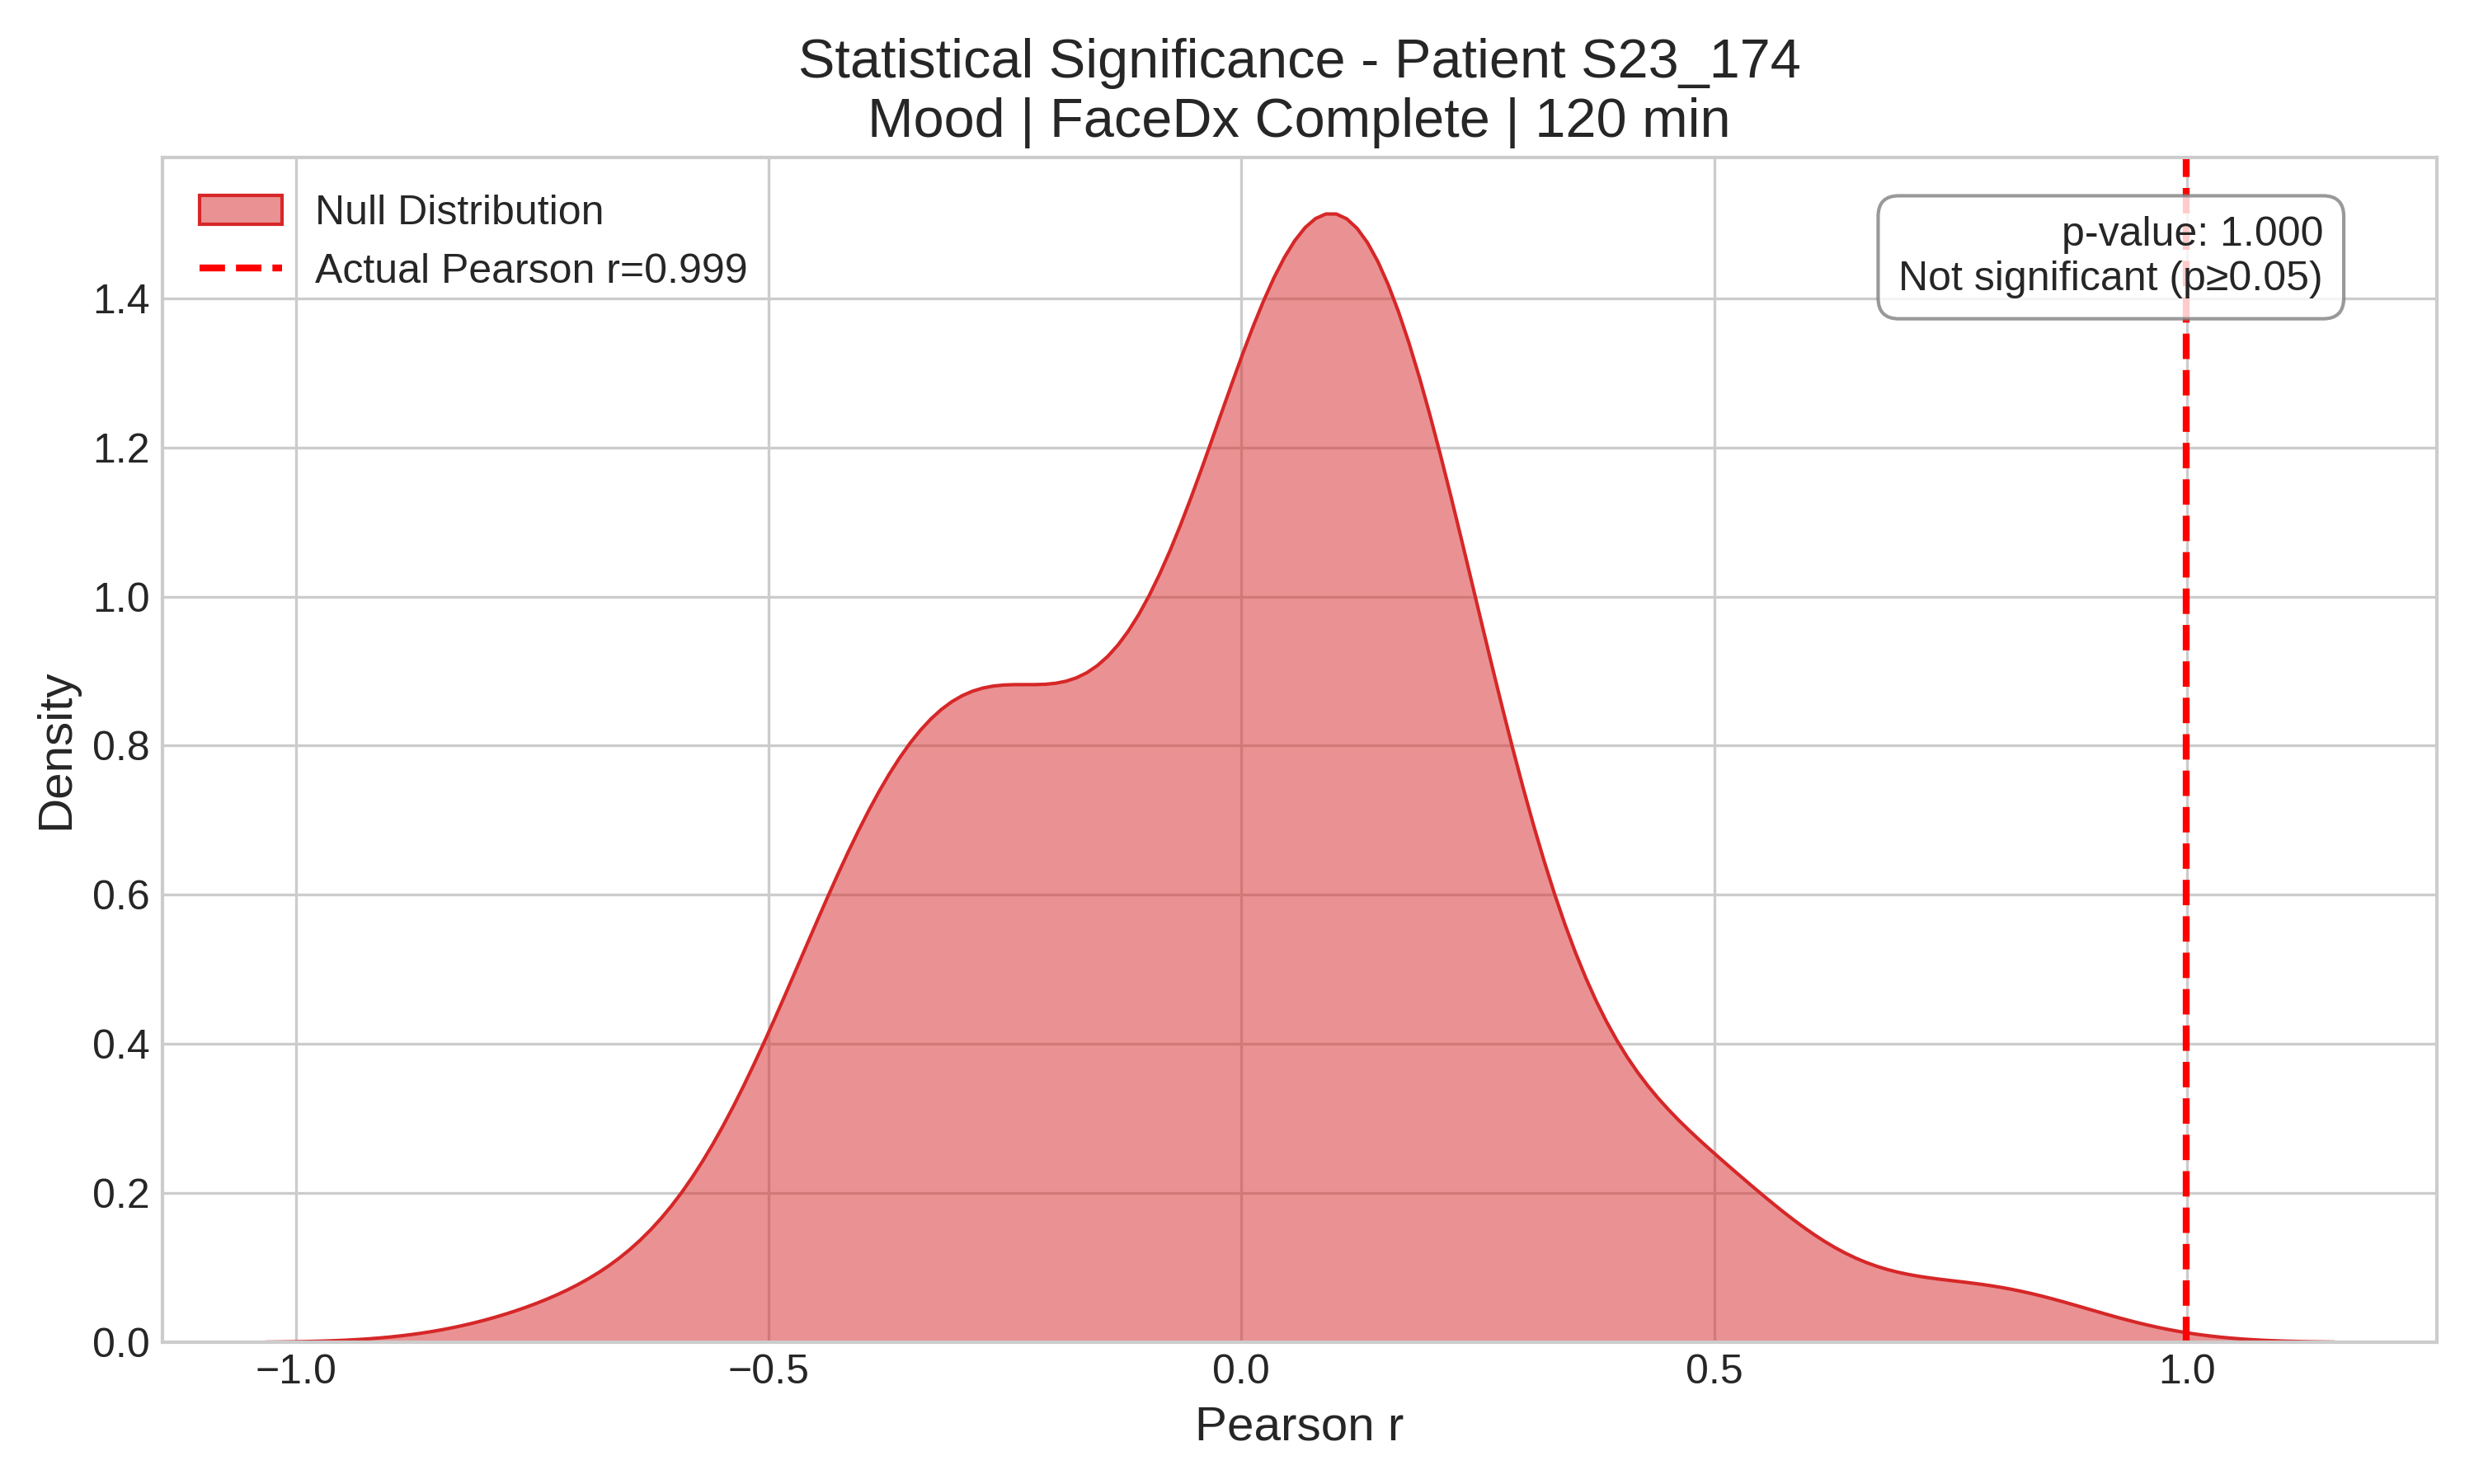 Statistical Significance - Patient S23_174
Mood | FaceDx Complete | 120 min
Null Distribution
Actual Pearson r=0.999
p-value: 1.000
Not significant (p≥0.05)
1.4
1.2
1.0
0.8
0.6
0.4
0.2
0.0
Density
−1.0
−0.5
0.0
0.5
1.0
Pearson r